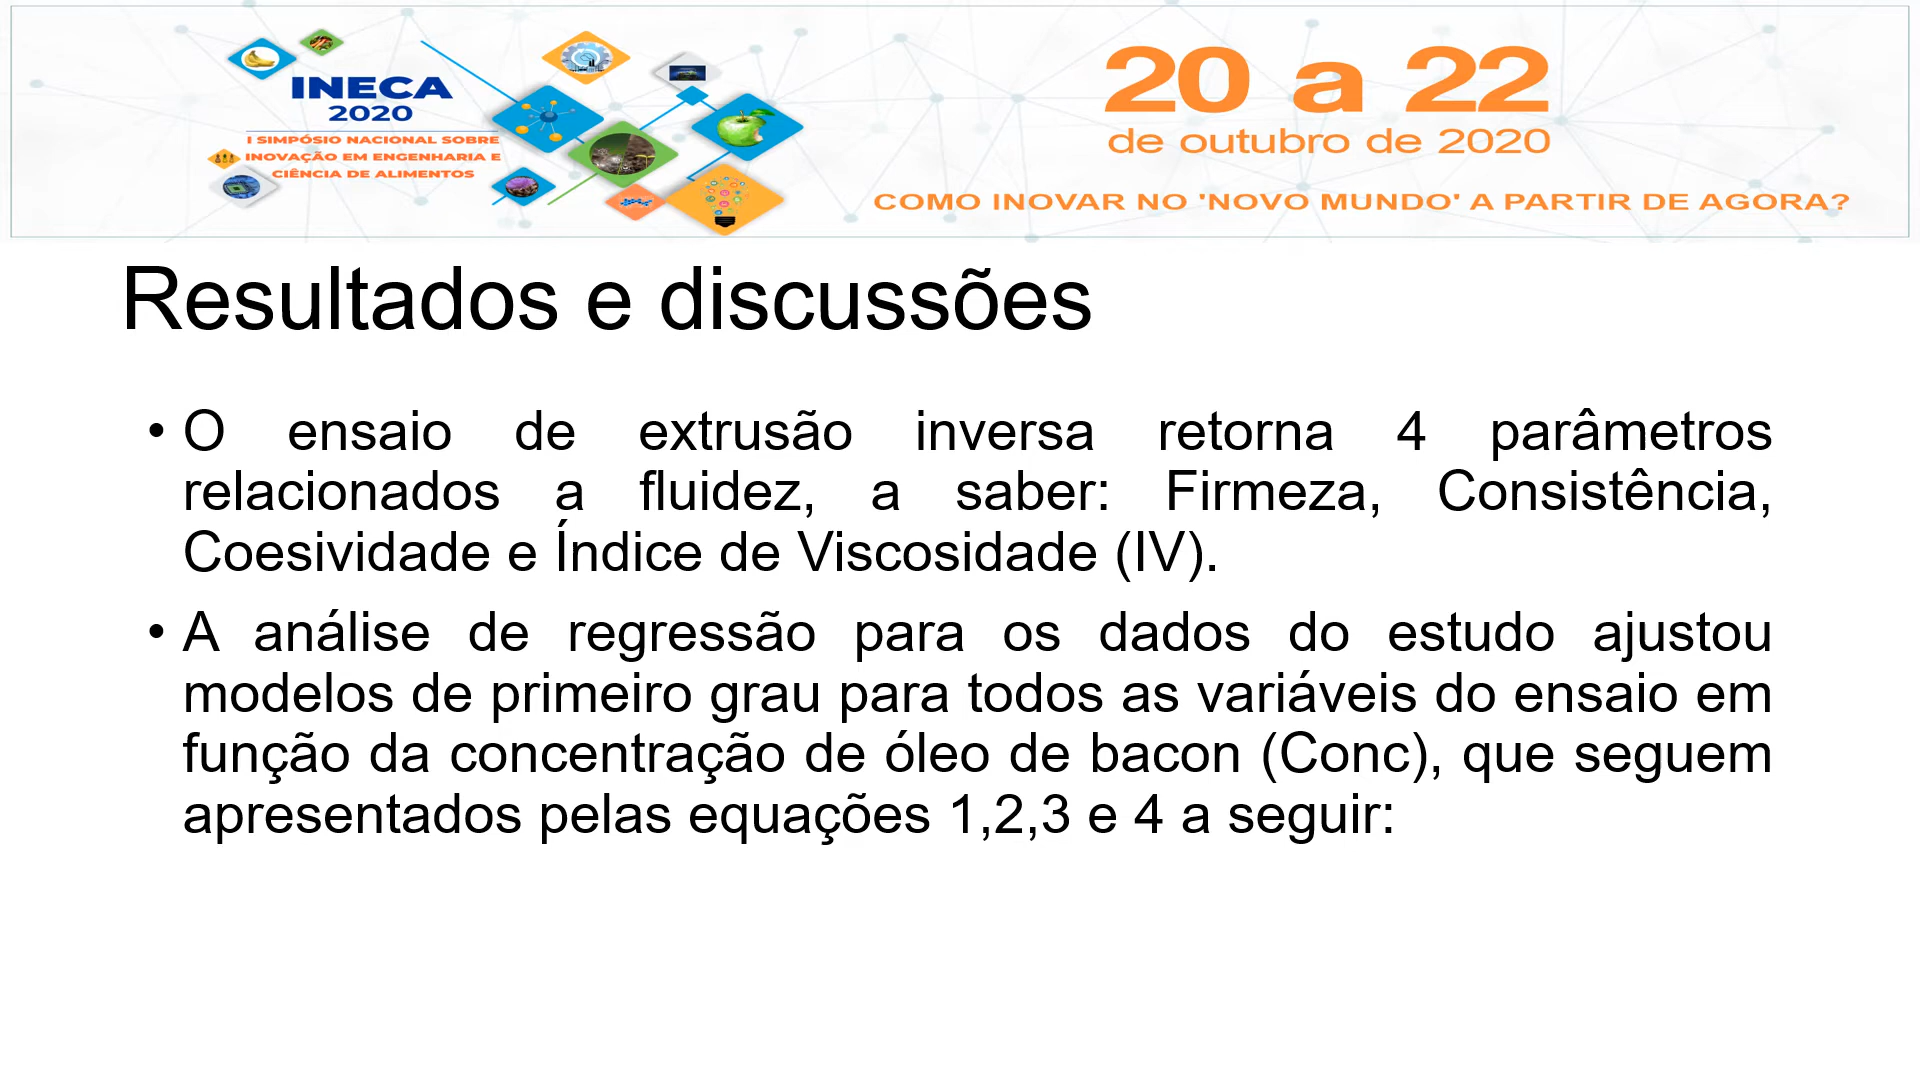 INECA
2020
I SIMPÓSIO NACIONAL SOBRE
INOVAÇÃO EM ENGENHARIA E
CIÊNCIA DE ALIMENTOS
20 a 22
de outubro de 2020
COMO INOVAR NO 'NOVO MUNDO' A PARTIR DE AGORA?
Resultados e discussões
• O ensaio de extrusão inversa retorna 4 parâmetros
relacionados a fluidez, a saber: Firmeza, Consistência,
Coesividade e Índice de Viscosidade (IV).
• A análise de regressão para os dados do estudo ajustou
modelos de primeiro grau para todos as variáveis do ensaio em
função da concentração de óleo de bacon (Conc), que seguem
apresentados pelas equações 1,2,3 e 4 a seguir: